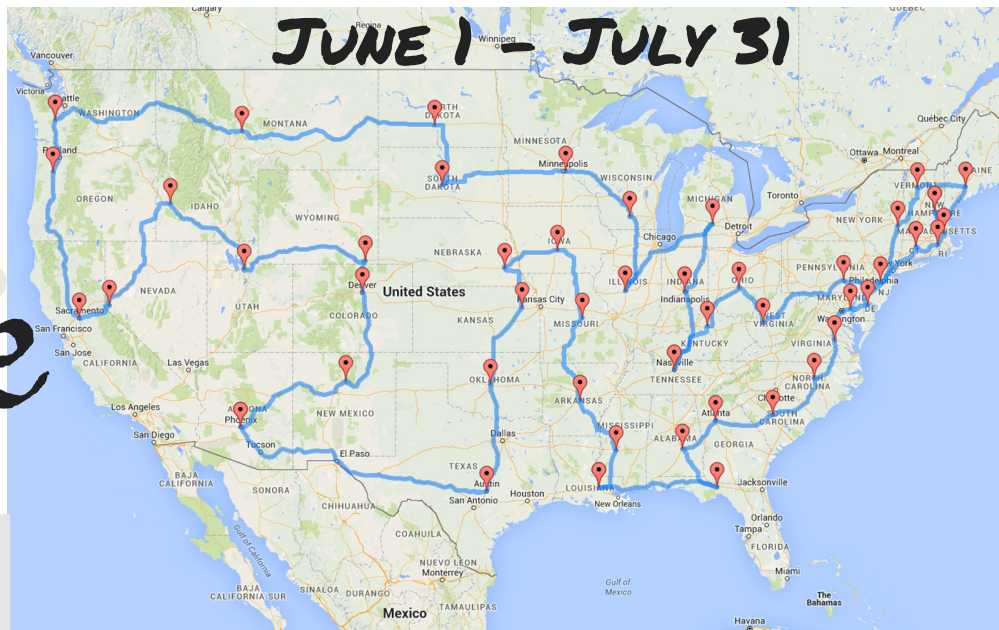 JUNE 1 – JULY 31
Calgary
Regina
QUEBEC
Winnipeg
Vancouver
Victoria
attle
WASHINGTON
MONTANA
RTH
DAKOTA
Quebec City
MINNESOTA
Ottawa
Montreal
Minneapolis
AINE
SOUTH
DAKOTA
WISCONSIN
VERMONT
OREGON
IDAHO
MICHIGAN
Toronto
NEW
HAMPSHIRE
WYOMING
NEW YORK
MASSACHUSETTS
Chicago
Detroit
IOWA
CT
RI
NEBRASKA
PENNSYLVANIA
York
ILLINOIS
INDIANA
OHIO
Philadelphia
NEVADA
Denver
United States
Indianapolis
MARYLAND
NJ
DE
Sacramento
UTAH
Kansas City
COLORADO
KANSAS
MISSOURI
WEST
VIRGINIA
Washington
San Francisco
San Jose
CALIFORNIA
Las Vegas
KENTUCKY
VIRGINIA
Nashville
TENNESSEE
OKLAHOMA
NORTH
CAROLINA
Los Angeles
ARKANSAS
Charlotte
SOUTH
CAROLINA
Phoenix
NEW MEXICO
Atlanta
San Diego
Tucson
Dallas
MISSISSIPPI
ALABAMA
GEORGIA
El Paso
TEXAS
BAJA
CALIFORNIA
SONORA
Austin
LOUISIANA
Jacksonville
San Antonio
Houston
New Orleans
CHIHUAHUA
Orlando
Tampa
Gulf of California
COAHUILA
FLORIDA
NUEVO LEON
Monterrey
Miami
BAJA
CALIFORNIA SUR
SINALOA
DURANGO
Gulf of
Mexico
The
Bahamas
Mexico
TAMAULIPAS
Havana
e